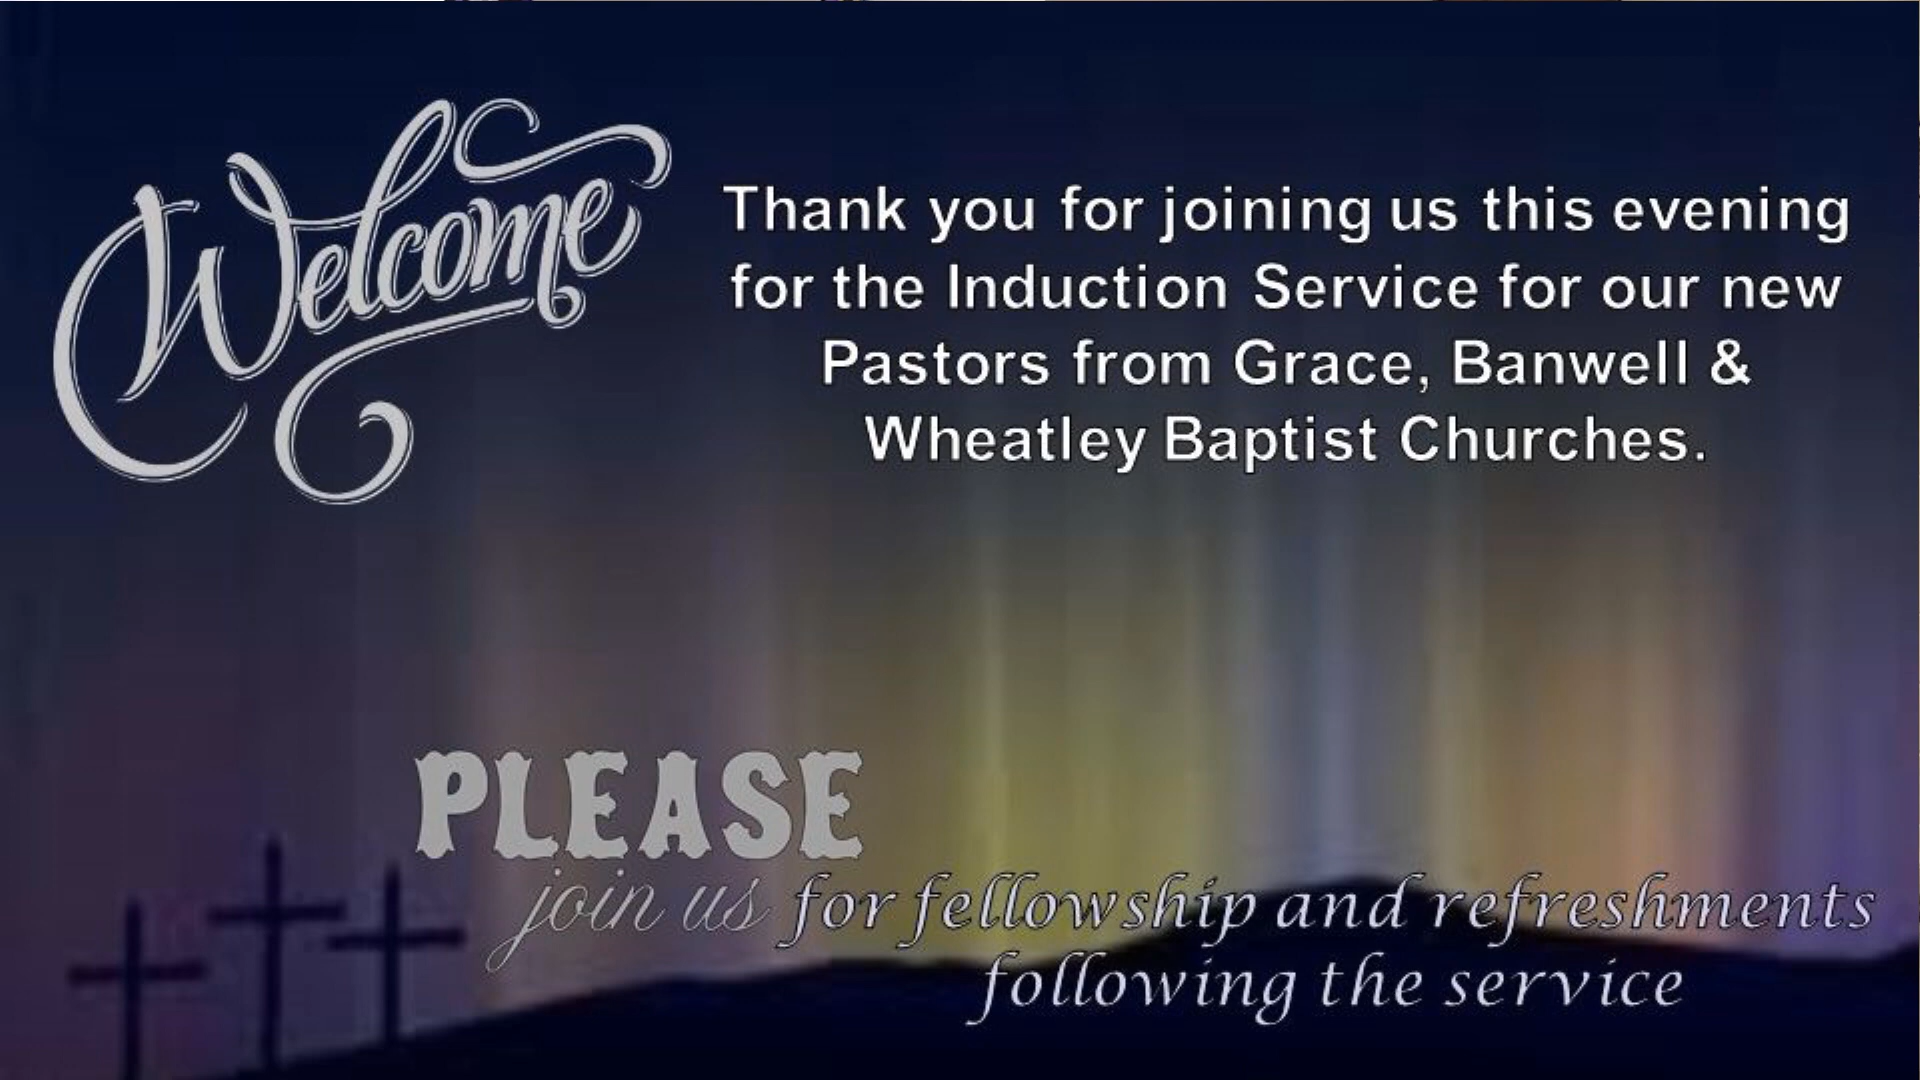 Welcome
Thank you for joining us this evening
for the Induction Service for our new
Pastors from Grace, Banwell &
Wheatley Baptist Churches.
PLEASE
join us for fellowship and refreshments
following the service